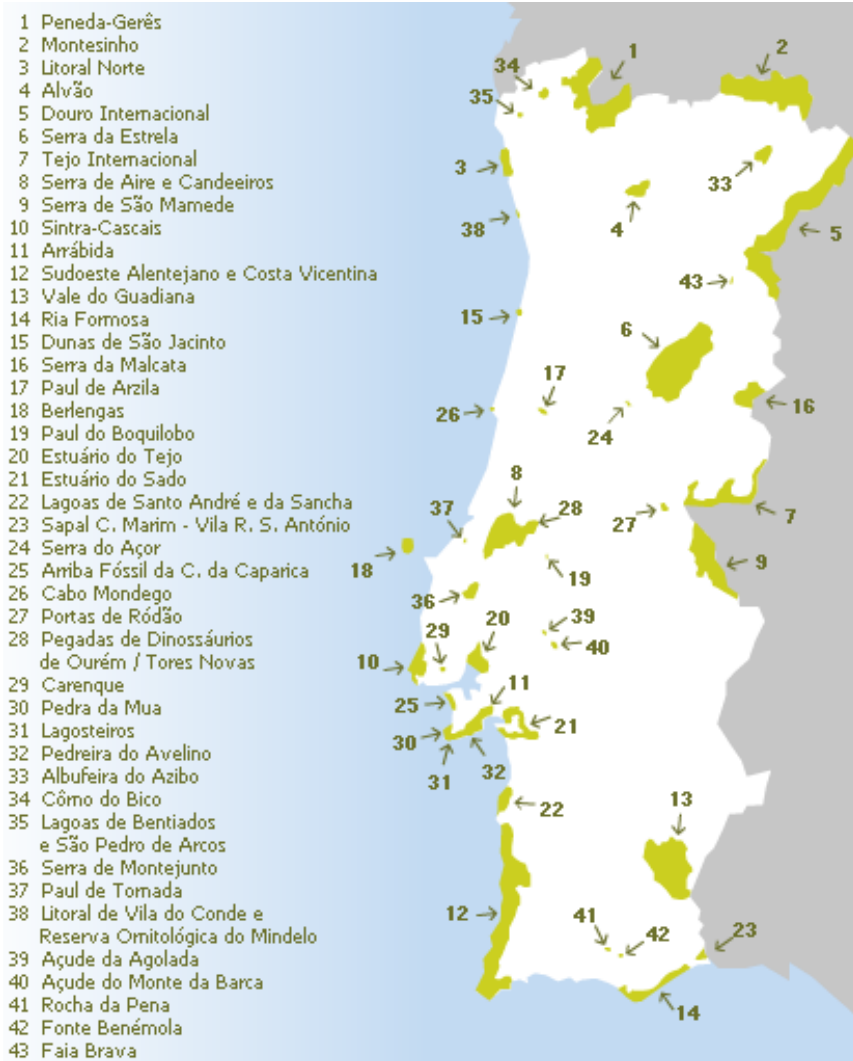 1 Peneda-Gerês
2 Montesinho
3 Litoral Norte
4 Alvão
5 Douro Internacional
6 Serra da Estrela
7 Tejo Internacional
8 Serra de Aire e Candeeiros
9 Serra de São Mamede
10 Sintra-Cascais
11 Arrábida
12 Sudoeste Alentejano e Costa Vicentina
13 Vale do Guadiana
14 Ria Formosa
15 Dunas de São Jacinto
16 Serra da Malcata
17 Paul de Arzila
18 Berlengas
19 Paul do Boquilobo
20 Estuário do Tejo
21 Estuário do Sado
22 Lagoas de Santo André e da Sancha
23 Sapal C. Marim - Vila R. S. António
24 Serra do Açor
25 Arriba Fóssil da C. da Caparica
26 Cabo Mondego
27 Portas de Ródão
28 Pegadas de Dinossáurios
de Ourém / Tores Novas
29 Carenque
30 Pedra da Mua
31 Lagosteiros
32 Pedreira do Avelino
33 Albufeira do Azibo
34 Côrno do Bico
35 Lagoas de Bentiados
e São Pedro de Arcos
36 Serra de Montejunto
37 Paul de Tornada
38 Litoral de Vila do Conde e
Reserva Ornitológica do Mindelo
39 Açude da Agolada
40 Açude do Monte da Barca
41 Rocha da Pena
42 Fonte Benémola
43 Faia Brava
1
2
34
35
3
33
38
4
5
43
15
6
17
26
24
16
8
37
28
27
7
18
19
9
36
39
29
20
40
10
11
25
21
30
31
32
22
13
12
41
42
23
14